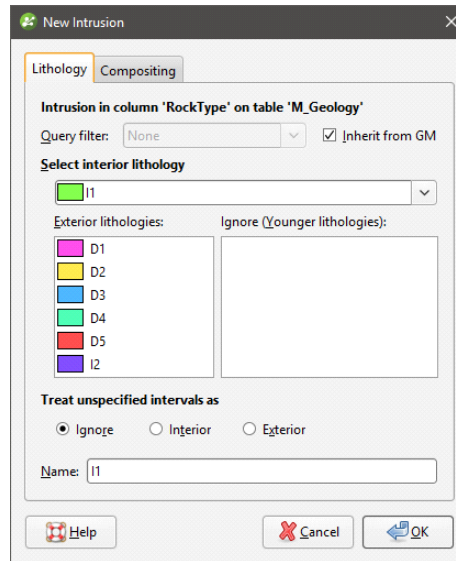 New Intrusion
Lithology Compositing
Intrusion in column 'RockType' on table 'M_Geology'
Query filter: None Inherit from GM
Select interior lithology
I1
Exterior lithologies: Ignore (Younger lithologies):
D1
D2
D3
D4
D5
I2
Treat unspecified intervals as
Ignore Interior Exterior
Name: I1
Help Cancel OK